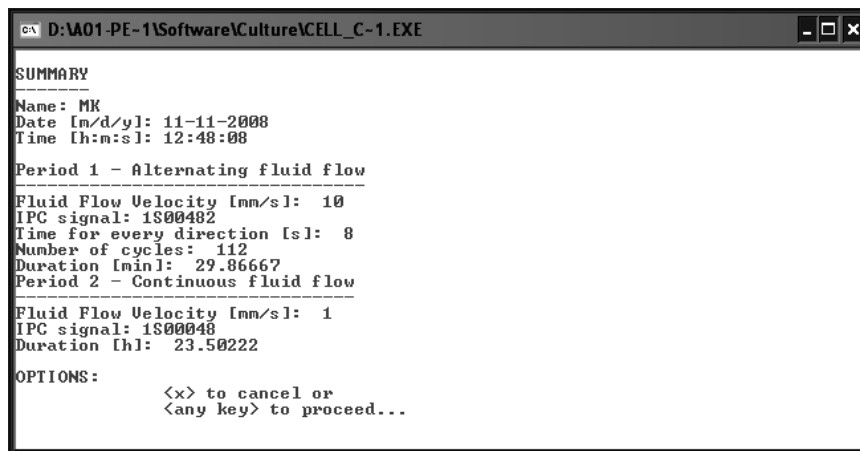 D:\A01-PE~1\Software\Culture\CELL_C~1.EXE
SUMMARY
-------
Name: MK
Date [m/d/y]: 11-11-2008
Time [h:m:s]: 12:48:08
Period 1 - Alternating fluid flow
---------------------------------
Fluid Flow Velocity [mm/s]:  10
IPC signal: 1S00482
Time for every direction [s]:  8
Number of cycles:  112
Duration [min]:  29.86667
Period 2 - Continuous fluid flow
--------------------------------
Fluid Flow Velocity [mm/s]:  1
IPC signal: 1S00048
Duration [h]:  23.50222
OPTIONS:
<x> to cancel or
<any key> to proceed...